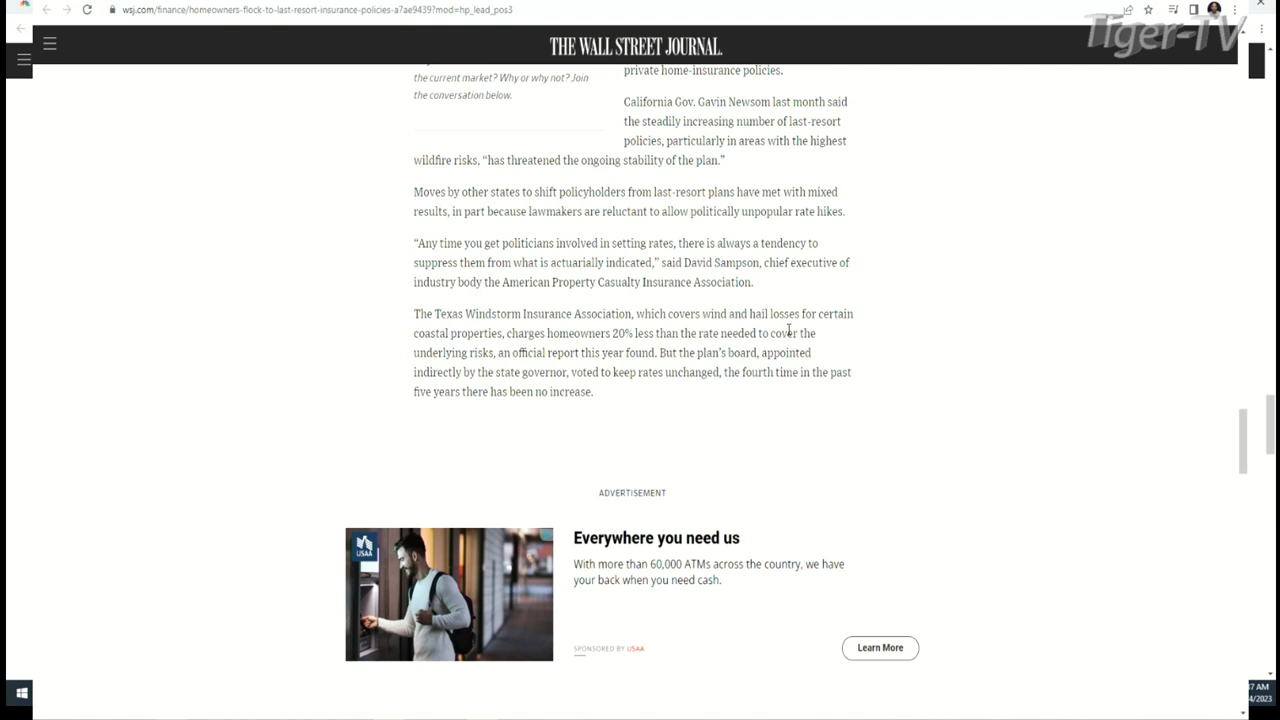 wsj.com/finance/homeowners-flock-to-last-resort-insurance-policies-a7ae9439?mod=hp_lead_pos3
Tiger-TV
THE WALL STREET JOURNAL.
the current market? Why or why not? Join
the conversation below.
private home-insurance policies.
California Gov. Gavin Newsom last month said
the steadily increasing number of last-resort
policies, particularly in areas with the highest
wildfire risks, “has threatened the ongoing stability of the plan.”
Moves by other states to shift policyholders from last-resort plans have met with mixed
results, in part because lawmakers are reluctant to allow politically unpopular rate hikes.
“Any time you get politicians involved in setting rates, there is always a tendency to
suppress them from what is actuarially indicated,” said David Sampson, chief executive of
industry body the American Property Casualty Insurance Association.
The Texas Windstorm Insurance Association, which covers wind and hail losses for certain
coastal properties, charges homeowners 20% less than the rate needed to cover the
underlying risks, an official report this year found. But the plan’s board, appointed
indirectly by the state governor, voted to keep rates unchanged, the fourth time in the past
five years there has been no increase.
ADVERTISEMENT
USAA
Everywhere you need us
With more than 60,000 ATMs across the country, we have
your back when you need cash.
SPONSORED BY USAA
Learn More
37 AM
4/2023